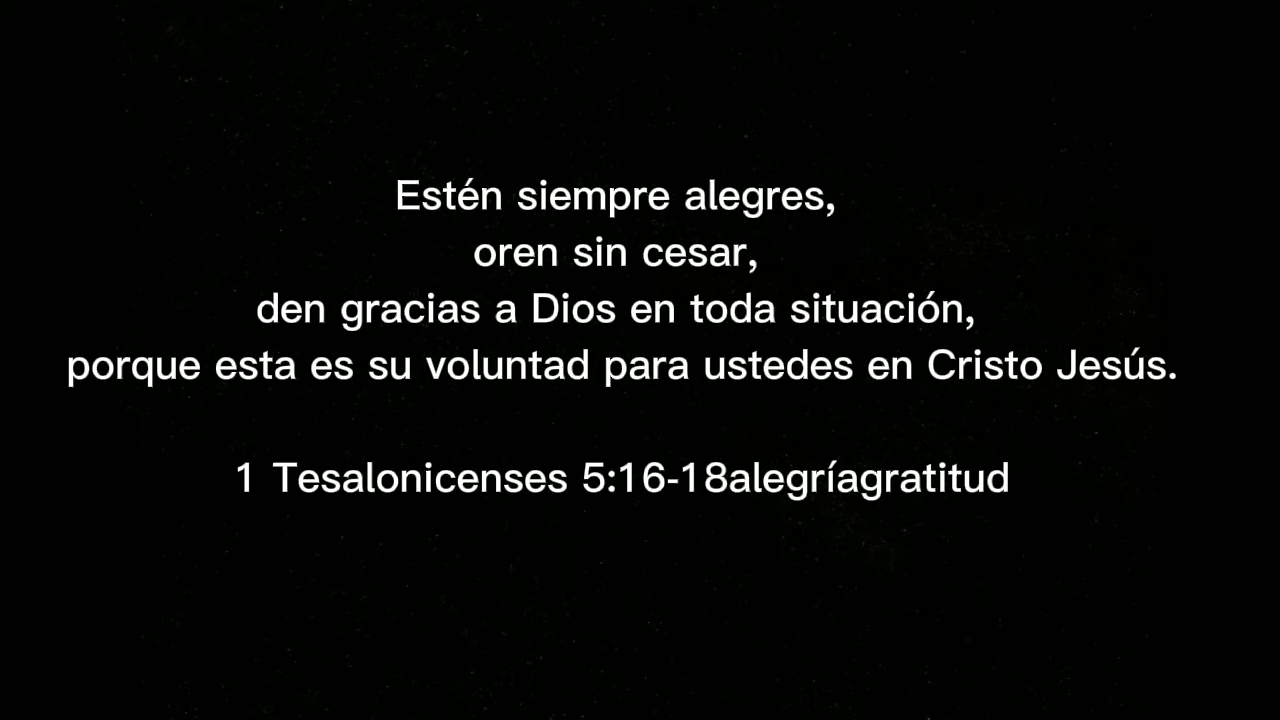 Estén siempre alegres,
oren sin cesar,
den gracias a Dios en toda situación,
porque esta es su voluntad para ustedes en Cristo Jesús.
1 Tesalonicenses 5:16-18alegríagratitud